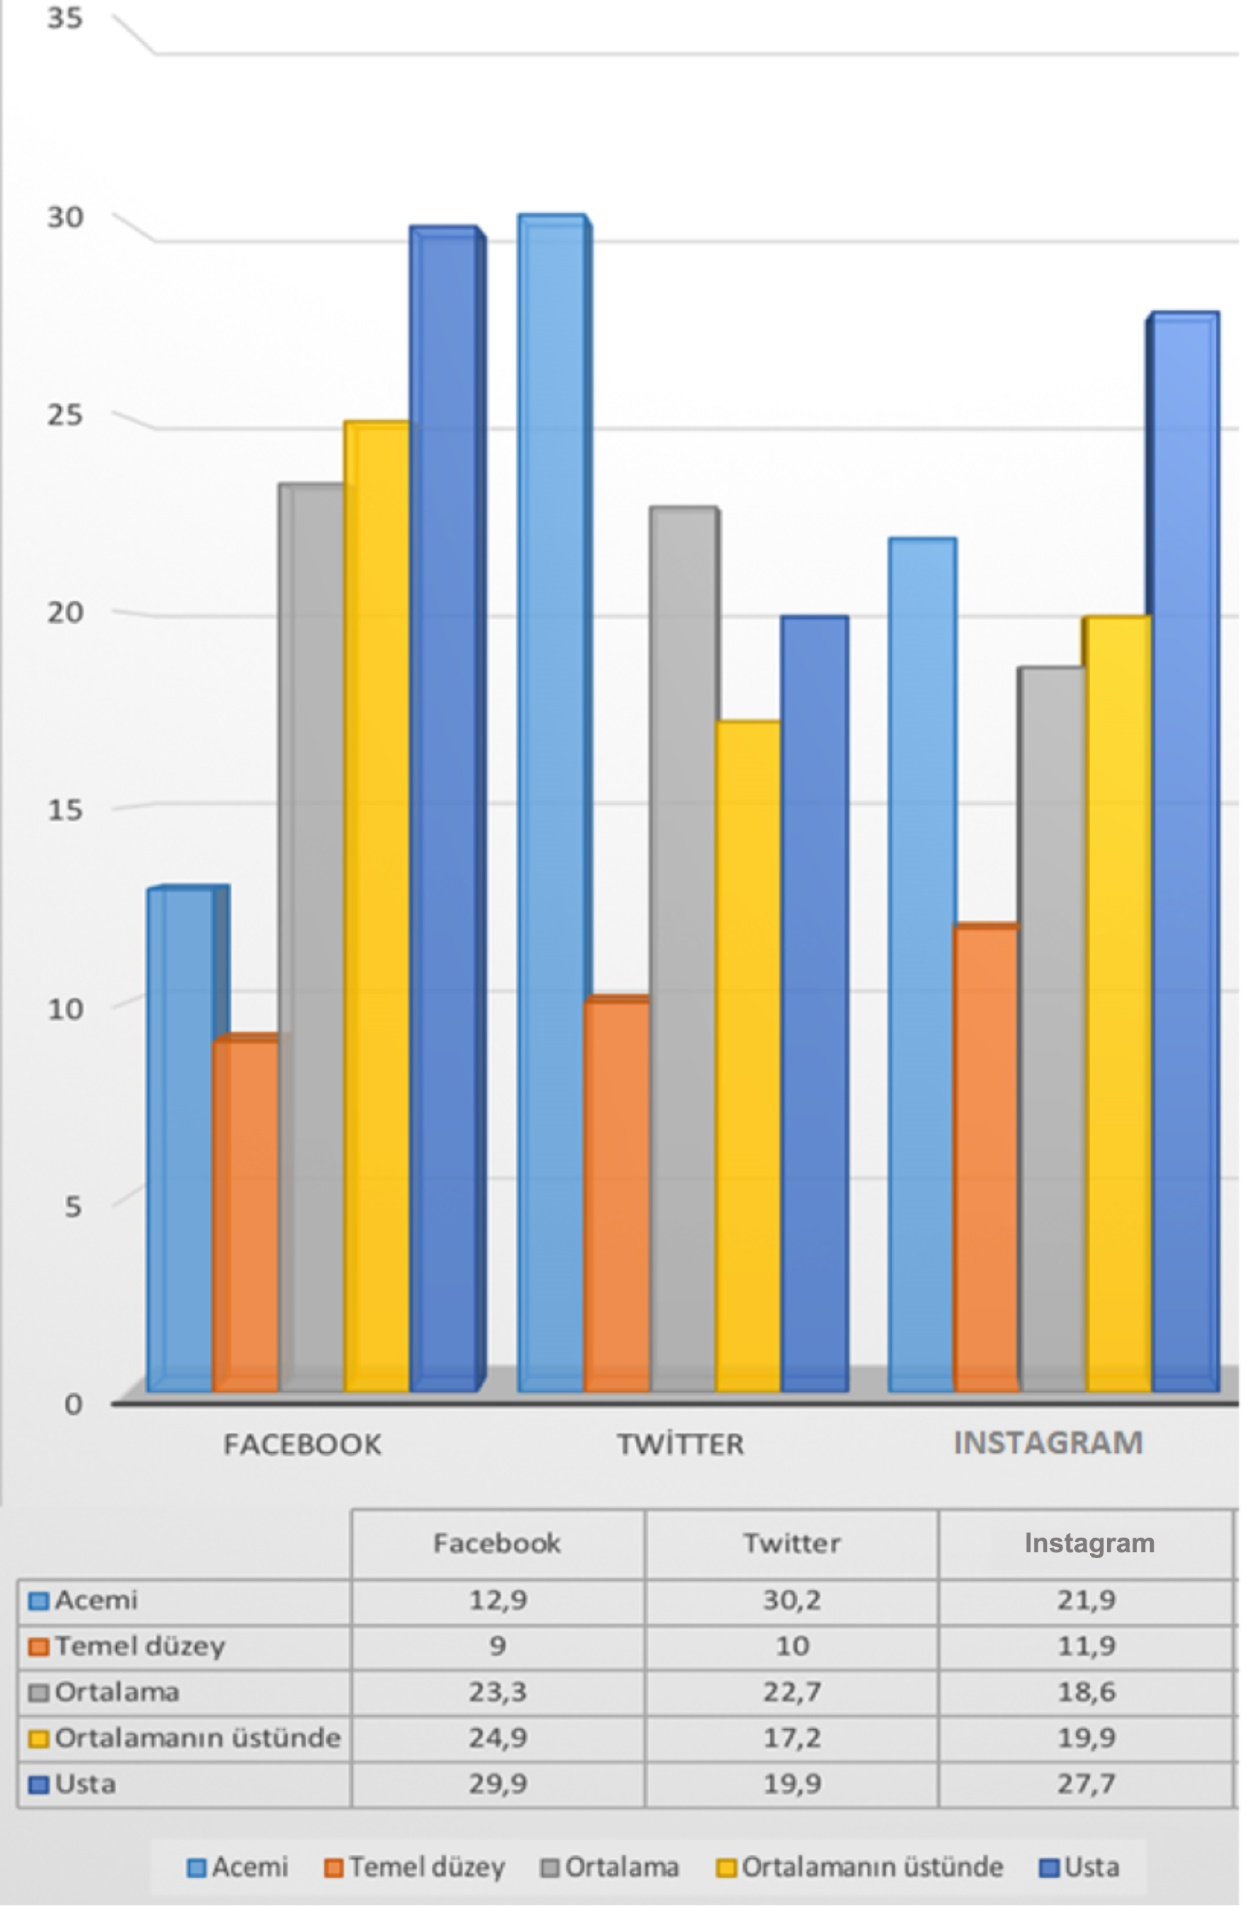 35
30
25
20
15
10
5
0
FACEBOOK TWİTTER INSTAGRAM
Facebook Twitter Instagram
Acemi 12,9 30,2 21,9
Temel düzey 9 10 11,9
Ortalama 23,3 22,7 18,6
Ortalamanın üstünde 24,9 17,2 19,9
Usta 29,9 19,9 27,7
Acemi Temel düzey Ortalama Ortalamanın üstünde Usta